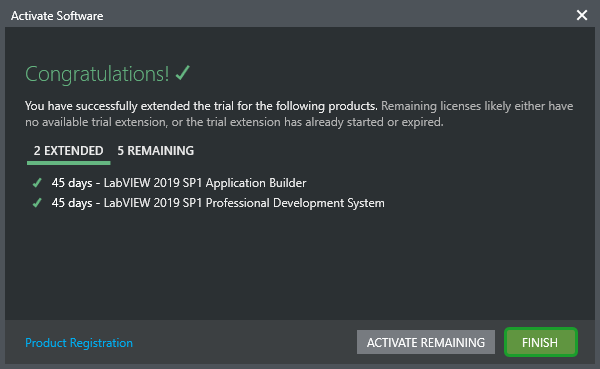 Activate Software
Congratulations!
You have successfully extended the trial for the following products. Remaining licenses likely either have
no available trial extension, or the trial extension has already started or expired.
2 EXTENDED 5 REMAINING
45 days - LabVIEW 2019 SP1 Application Builder
45 days - LabVIEW 2019 SP1 Professional Development System
Product Registration ACTIVATE REMAINING FINISH